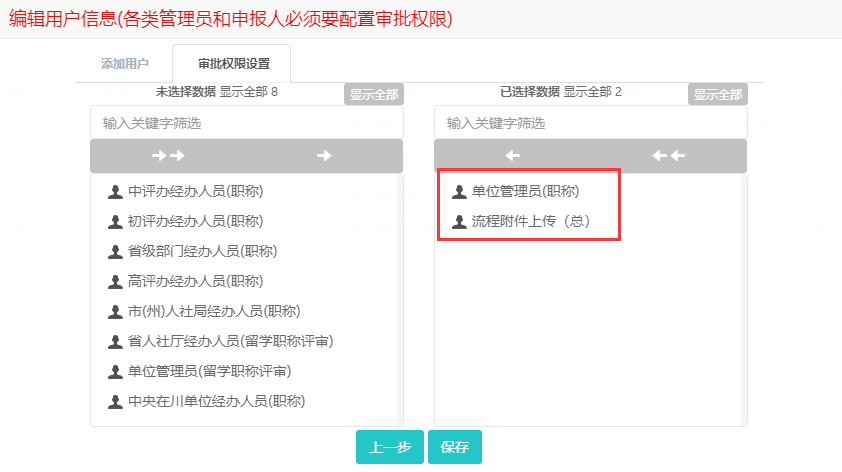 编辑用户信息(各类管理员和申报人必须要配置审批权限)
添加用户
审批权限设置
未选择数据 显示全部 8
显示全部
输入关键字筛选
中评办经办人员(职称)
初评办经办人员(职称)
省级部门经办人员(职称)
高评办经办人员(职称)
市(州)人社局经办人员(职称)
省人社厅经办人员(留学职称评审)
单位管理员(留学职称评审)
中央在川单位经办人员(职称)
已选择数据 显示全部 2
显示全部
输入关键字筛选
单位管理员(职称)
流程附件上传（总）
上一步
保存